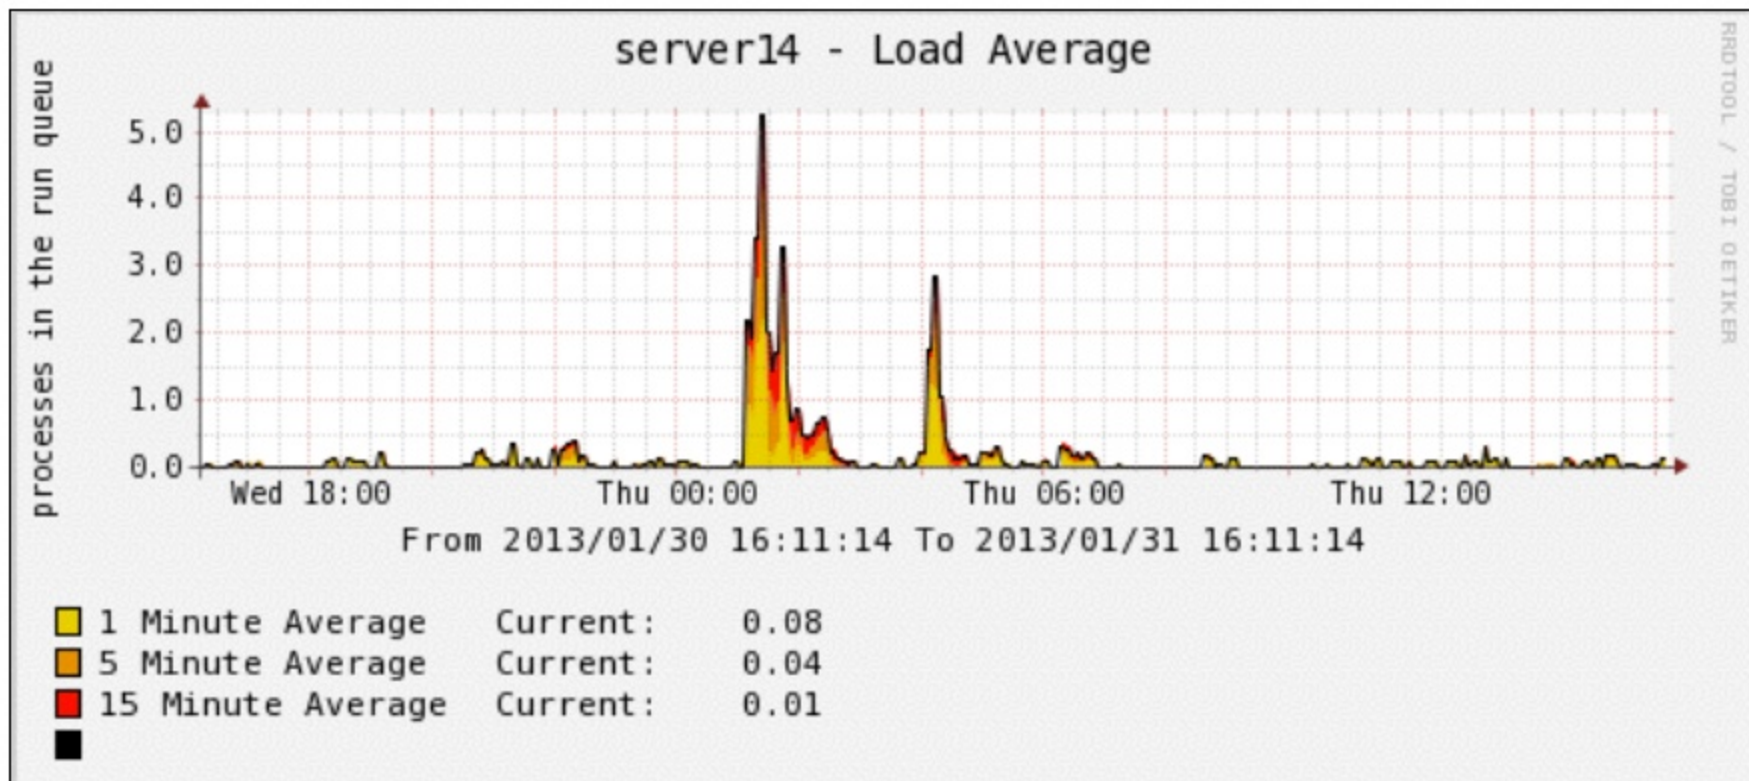 server14 - Load Average
RRDTOOL / TOBI OETIKER
processes in the run queue
5.0
4.0
3.0
2.0
1.0
0.0
Wed 18:00 Thu 00:00 Thu 06:00 Thu 12:00
From 2013/01/30 16:11:14 To 2013/01/31 16:11:14
1 Minute Average Current: 0.08
5 Minute Average Current: 0.04
15 Minute Average Current: 0.01